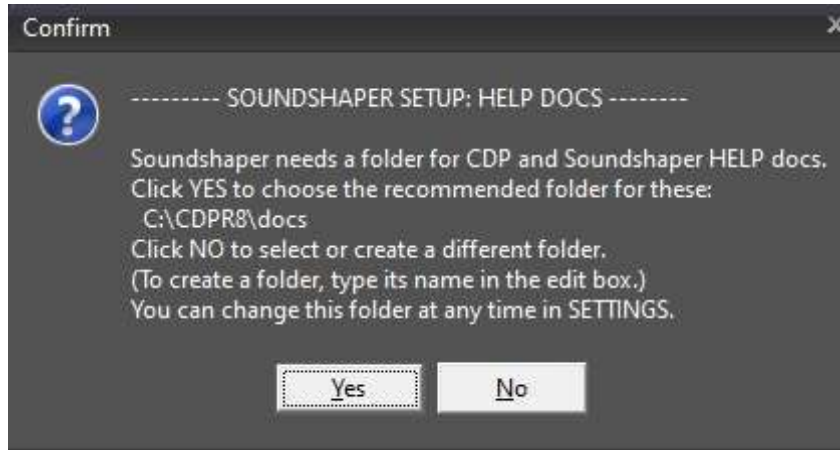 Confirm
--------- SOUNDSHAPER SETUP: HELP DOCS --------
Soundshaper needs a folder for CDP and Soundshaper HELP docs.
Click YES to choose the recommended folder for these:
C:\CDPR8\docs
Click NO to select or create a different folder.
(To create a folder, type its name in the edit box.)
You can change this folder at any time in SETTINGS.
Yes
No